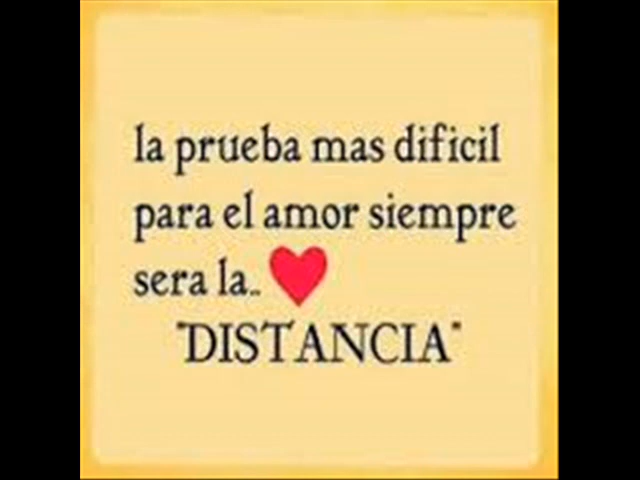 la prueba mas dificil
para el amor siempre
sera la..
"DISTANCIA"